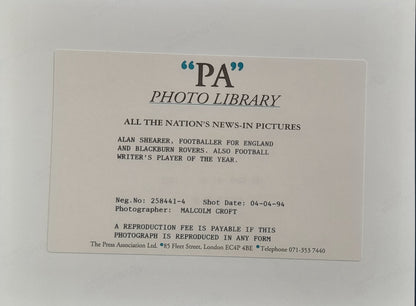 “PA”
PHOTO LIBRARY
ALL THE NATION'S NEWS-IN PICTURES
ALAN SHEARER, FOOTBALLER FOR ENGLAND
AND BLACKBURN ROVERS. ALSO FOOTBALL
WRITER'S PLAYER OF THE YEAR.
Neg.No: 258441-4 Shot Date: 04-04-94
Photographer: MALCOLM CROFT
A REPRODUCTION FEE IS PAYABLE IF THIS
PHOTOGRAPH IS REPRODUCED IN ANY FORM
The Press Association Ltd. •85 Fleet Street, London EC4P 4BE •Telephone 071-353 7440